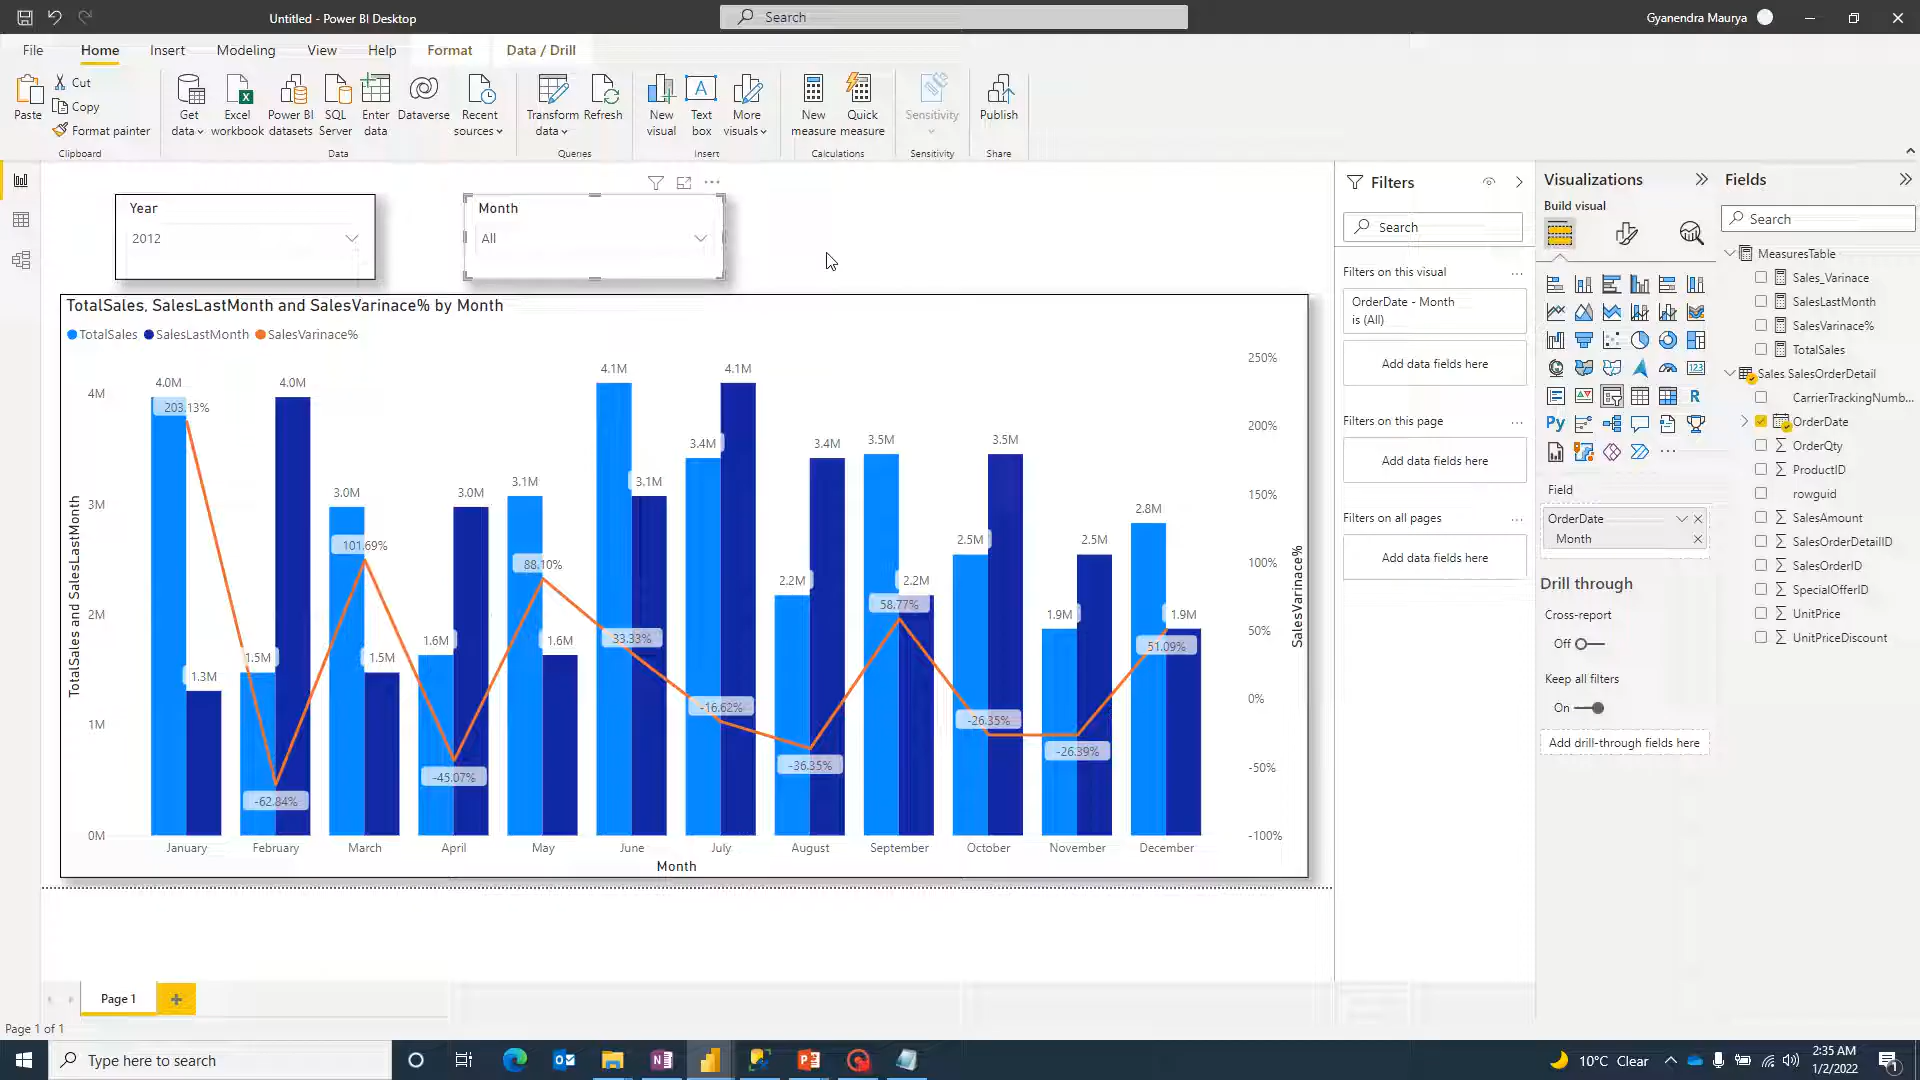 Untitled - Power BI Desktop
Search
Gyanendra Maurya
File
Home
Insert
Modeling
View
Help
Format
Data / Drill
Paste
Cut
Copy
Format painter
Clipboard
Get data
Excel workbook
Power BI datasets
SQL Server
Enter data
Dataverse
Recent sources
Data
Transform data
Refresh
Queries
New visual
Text box
More visuals
Insert
New measure
Quick measure
Calculations
Sensitivity
Sensitivity
Publish
Share
Year
2012
Month
All
TotalSales, SalesLastMonth and SalesVarinace% by Month
TotalSales
SalesLastMonth
SalesVarinace%
TotalSales and SalesLastMonth
4M
3M
2M
1M
0M
4.0M
203.13%
1.3M
4.0M
1.5M
-62.84%
3.0M
101.69%
1.5M
3.0M
1.6M
-45.07%
3.1M
88.10%
1.6M
4.1M
3.1M
33.33%
4.1M
3.4M
-16.62%
3.4M
2.2M
-36.35%
3.5M
2.2M
58.77%
3.5M
2.5M
-26.35%
2.5M
1.9M
-26.39%
2.8M
1.9M
51.09%
250%
200%
150%
100%
50%
0%
-50%
-100%
SalesVarinace%
January
February
March
April
May
June
July
August
September
October
November
December
Month
Filters
Search
Filters on this visual
OrderDate - Month
is (All)
Add data fields here
Filters on this page
Add data fields here
Filters on all pages
Add data fields here
Visualizations
Build visual
123
R
Py
Field
OrderDate
Month
Drill through
Cross-report
Off
Keep all filters
On
Add drill-through fields here
Fields
Search
MeasuresTable
Sales_Varinace
SalesLastMonth
SalesVarinace%
TotalSales
Sales SalesOrderDetail
CarrierTrackingNumb...
OrderDate
OrderQty
ProductID
rowguid
SalesAmount
SalesOrderDetailID
SalesOrderID
SpecialOfferID
UnitPrice
UnitPriceDiscount
Page 1
Page 1 of 1
Type here to search
10°C Clear
2:35 AM
1/2/2022
1